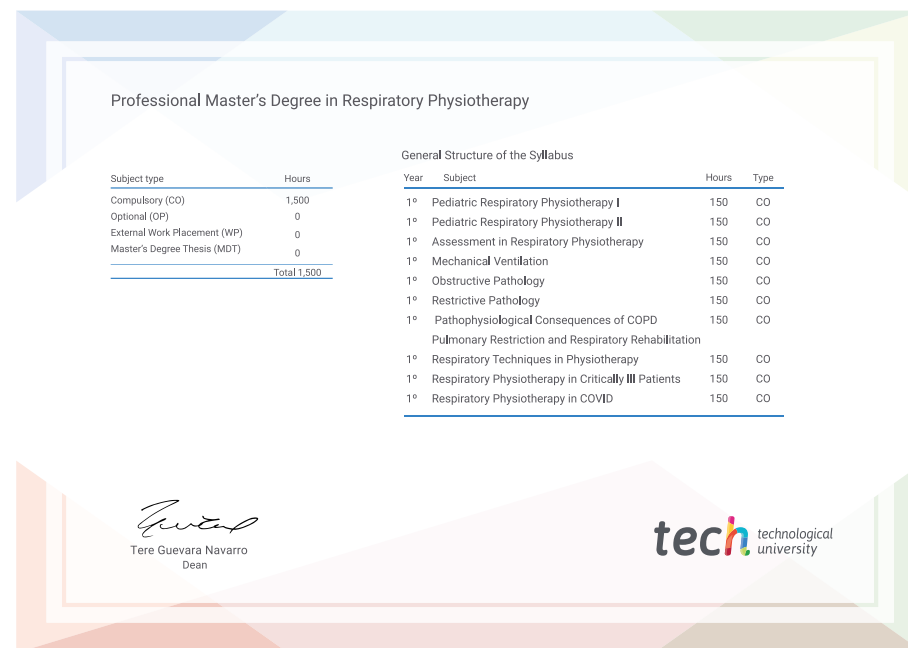 Professional Master's Degree in Respiratory Physiotherapy
Subject type Hours
Compulsory (CO) 1,500
Optional (OP) 0
External Work Placement (WP) 0
Master's Degree Thesis (MDT) 0
Total 1,500
General Structure of the Syllabus
Year Subject Hours Type
1º Pediatric Respiratory Physiotherapy I 150 CO
1º Pediatric Respiratory Physiotherapy II 150 CO
1º Assessment in Respiratory Physiotherapy 150 CO
1º Mechanical Ventilation 150 CO
1º Obstructive Pathology 150 CO
1º Restrictive Pathology 150 CO
1º Pathophysiological Consequences of COPD 150 CO
Pulmonary Restriction and Respiratory Rehabilitation
1º Respiratory Techniques in Physiotherapy 150 CO
1º Respiratory Physiotherapy in Critically III Patients 150 CO
1º Respiratory Physiotherapy in COVID 150 CO
Tere Guevara Navarro
Dean
tech technological
university